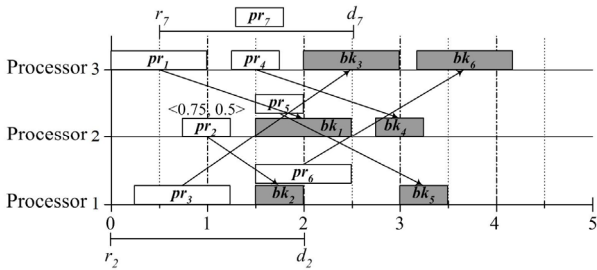 r7 pr7 d7
Processor 3 pr1 pr4 bk3 bk6
<0.75, 0.5> pr5
Processor 2 pr2 bk1 bk4
pr6
Processor 1 pr3 bk2 bk5
0 1 2 3 4 5
r2 d2